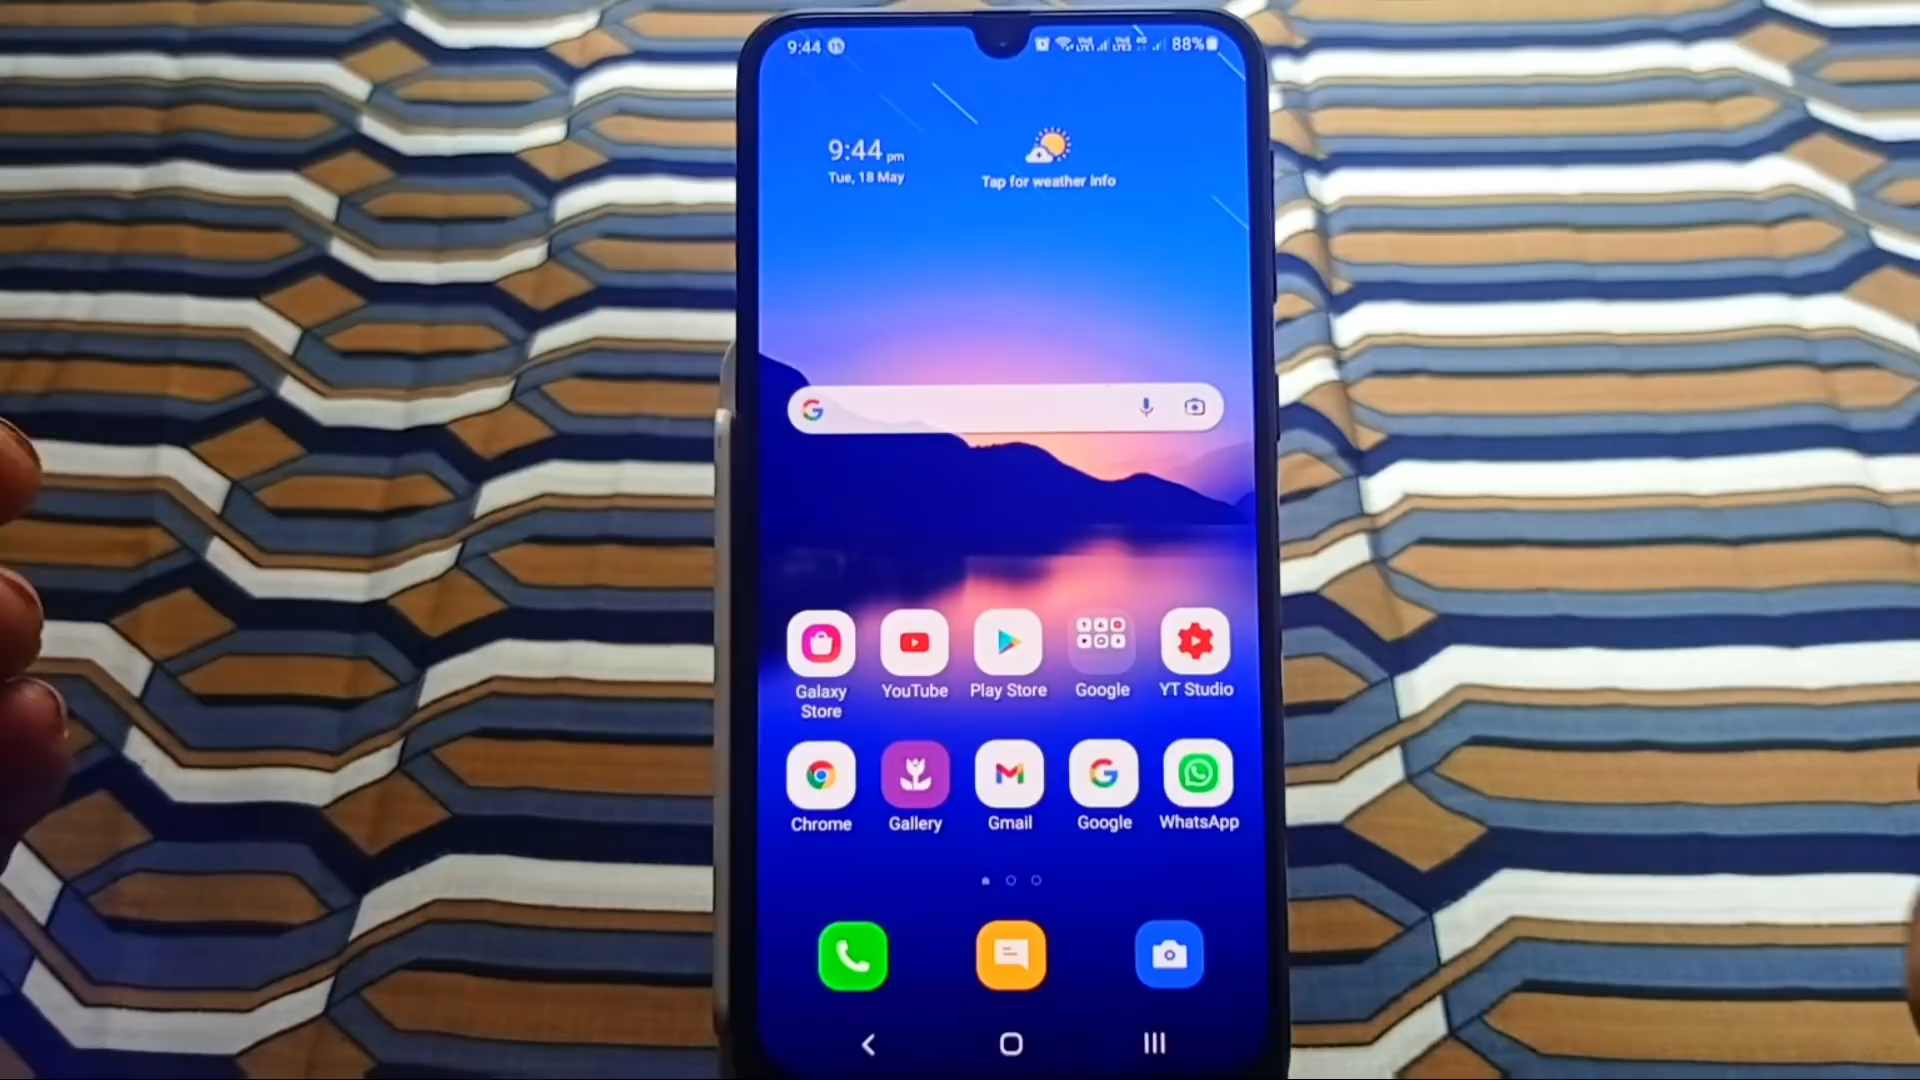 9:44
88%
9:44 pm
Tue, 18 May
Tap for weather info
Galaxy Store
YouTube
Play Store
Google
YT Studio
Chrome
Gallery
Gmail
Google
WhatsApp